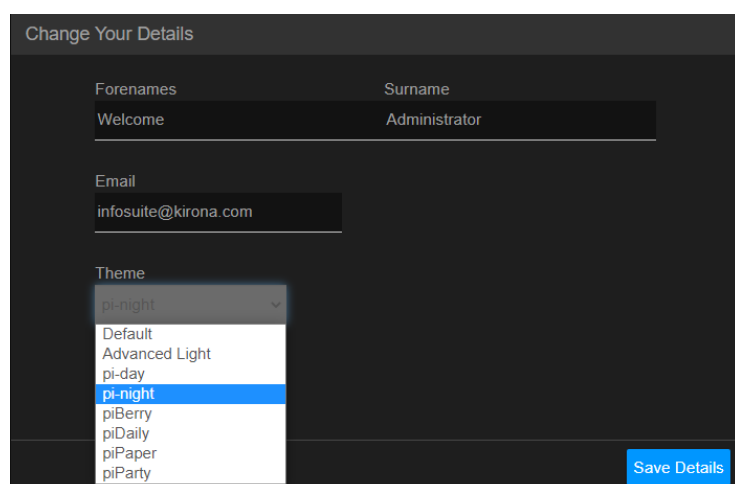 Change Your Details
Forenames Surname
Welcome Administrator
Email
infosuite@kirona.com
Theme
pi-night
Default
Advanced Light
pi-day
pi-night
piBerry
piDaily
piPaper
piParty
Save Details